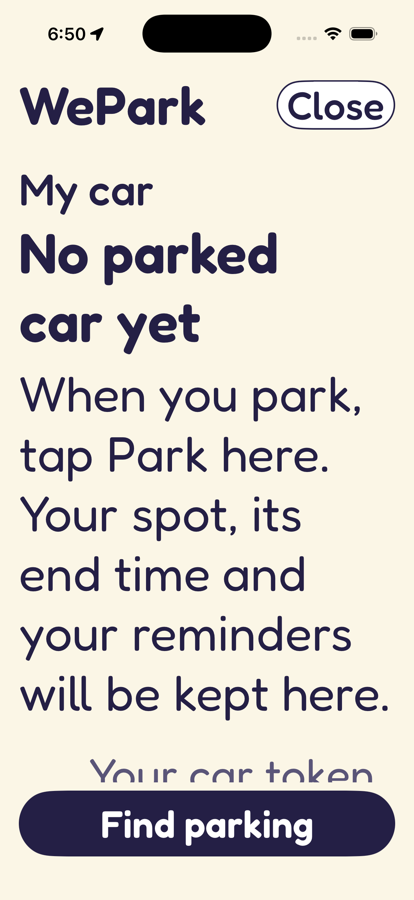 6:50
WePark
Close
My car
No parked
car yet
When you park,
tap Park here.
Your spot, its
end time and
your reminders
will be kept here.
Your car token
Find parking